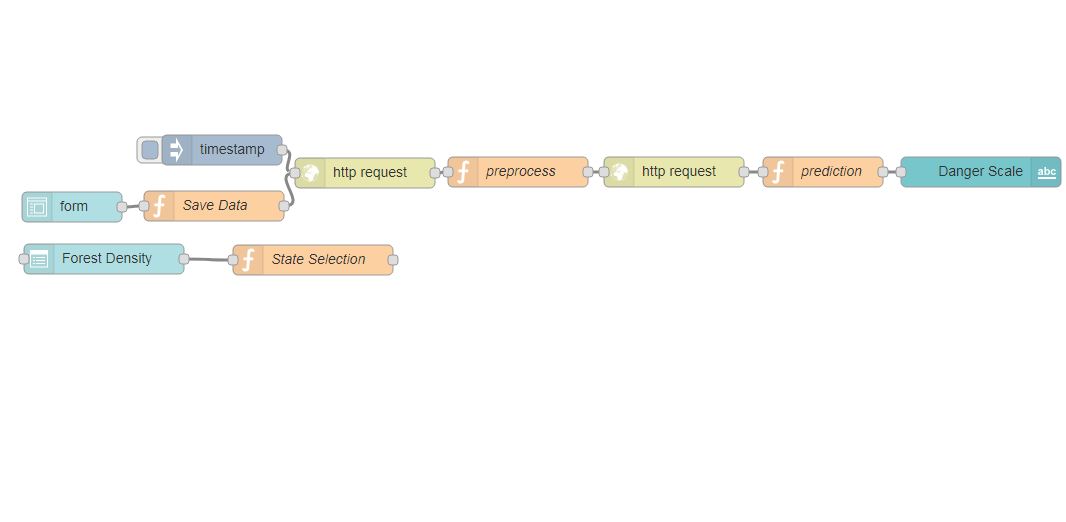 timestamp
http request
preprocess
http request
prediction
Danger Scale
abc
form
Save Data
Forest Density
State Selection